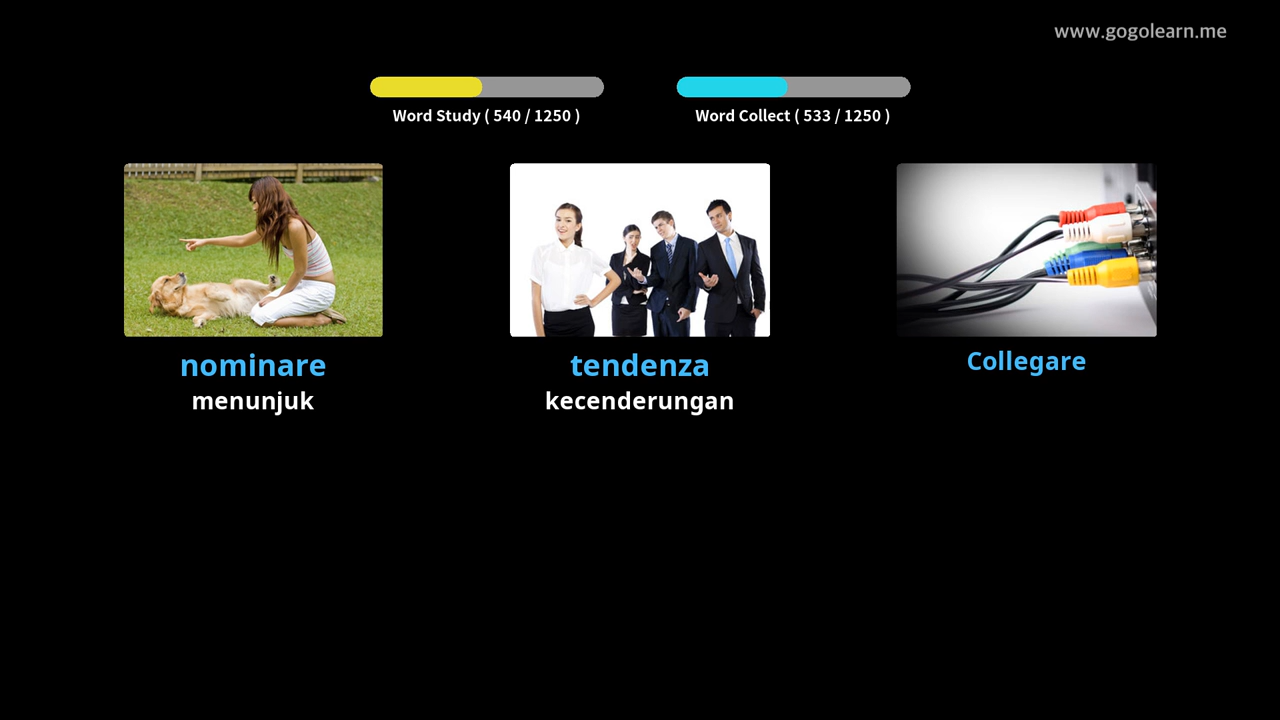 www.gogolearn.me
Word Study ( 540 / 1250 )
Word Collect ( 533 / 1250 )
nominare
menunjuk
tendenza
kecenderungan
Collegare